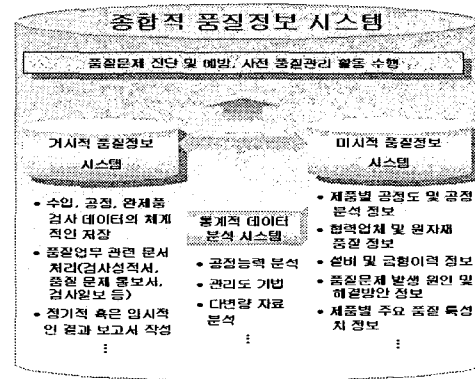 종합적 품질정보 시스템
품질문제 진단 및 예방, 사전 품질관리 활동 수행
거시적 품질정보
시스템
• 수입, 공정, 완제품
검사 데이터의 체계
적인 저장
• 품질업무 관련 문서
처리(검사성적서,
품질 문제 통보서,
검사일보 등)
• 정기적 혹은 임시적
인 결과 보고서 작성
⋮
통계적 데이터
분석 시스템
• 공정능력 분석
• 관리도 기법
• 다변량 자료
분석
⋮
미시적 품질정보
시스템
• 제품별 공정도 및 공정
분석 정보
• 협력업체 및 원자재
품질 정보
• 설비 및 금형이력 정보
• 품질문제 발생 원인 및
해결방안 정보
• 제품별 주요 품질 특성
치 정보
⋮